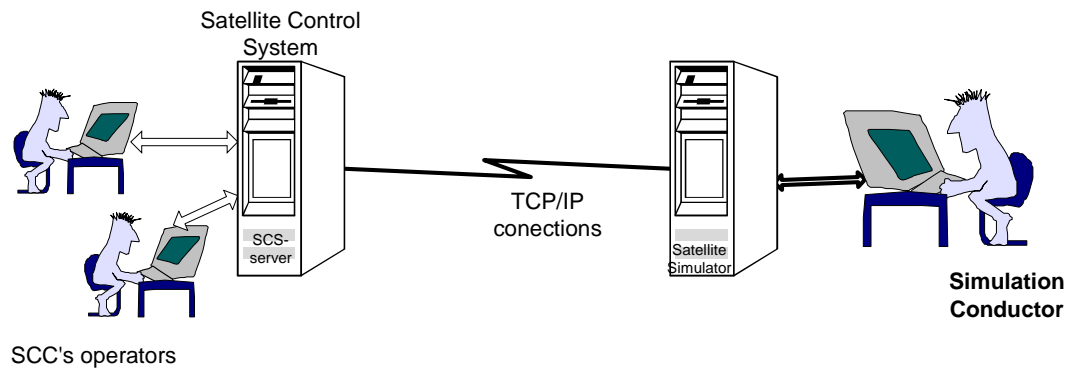 Satellite Control
System
SCS-
server
TCP/IP
conections
Satellite
Simulator
Simulation
Conductor
SCC's operators